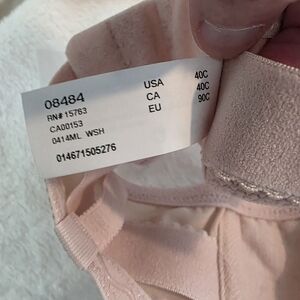 08484
RN# 15763
CA00153
0414ML WSH
014671505276
USA 40C
CA 40C
EU 90C